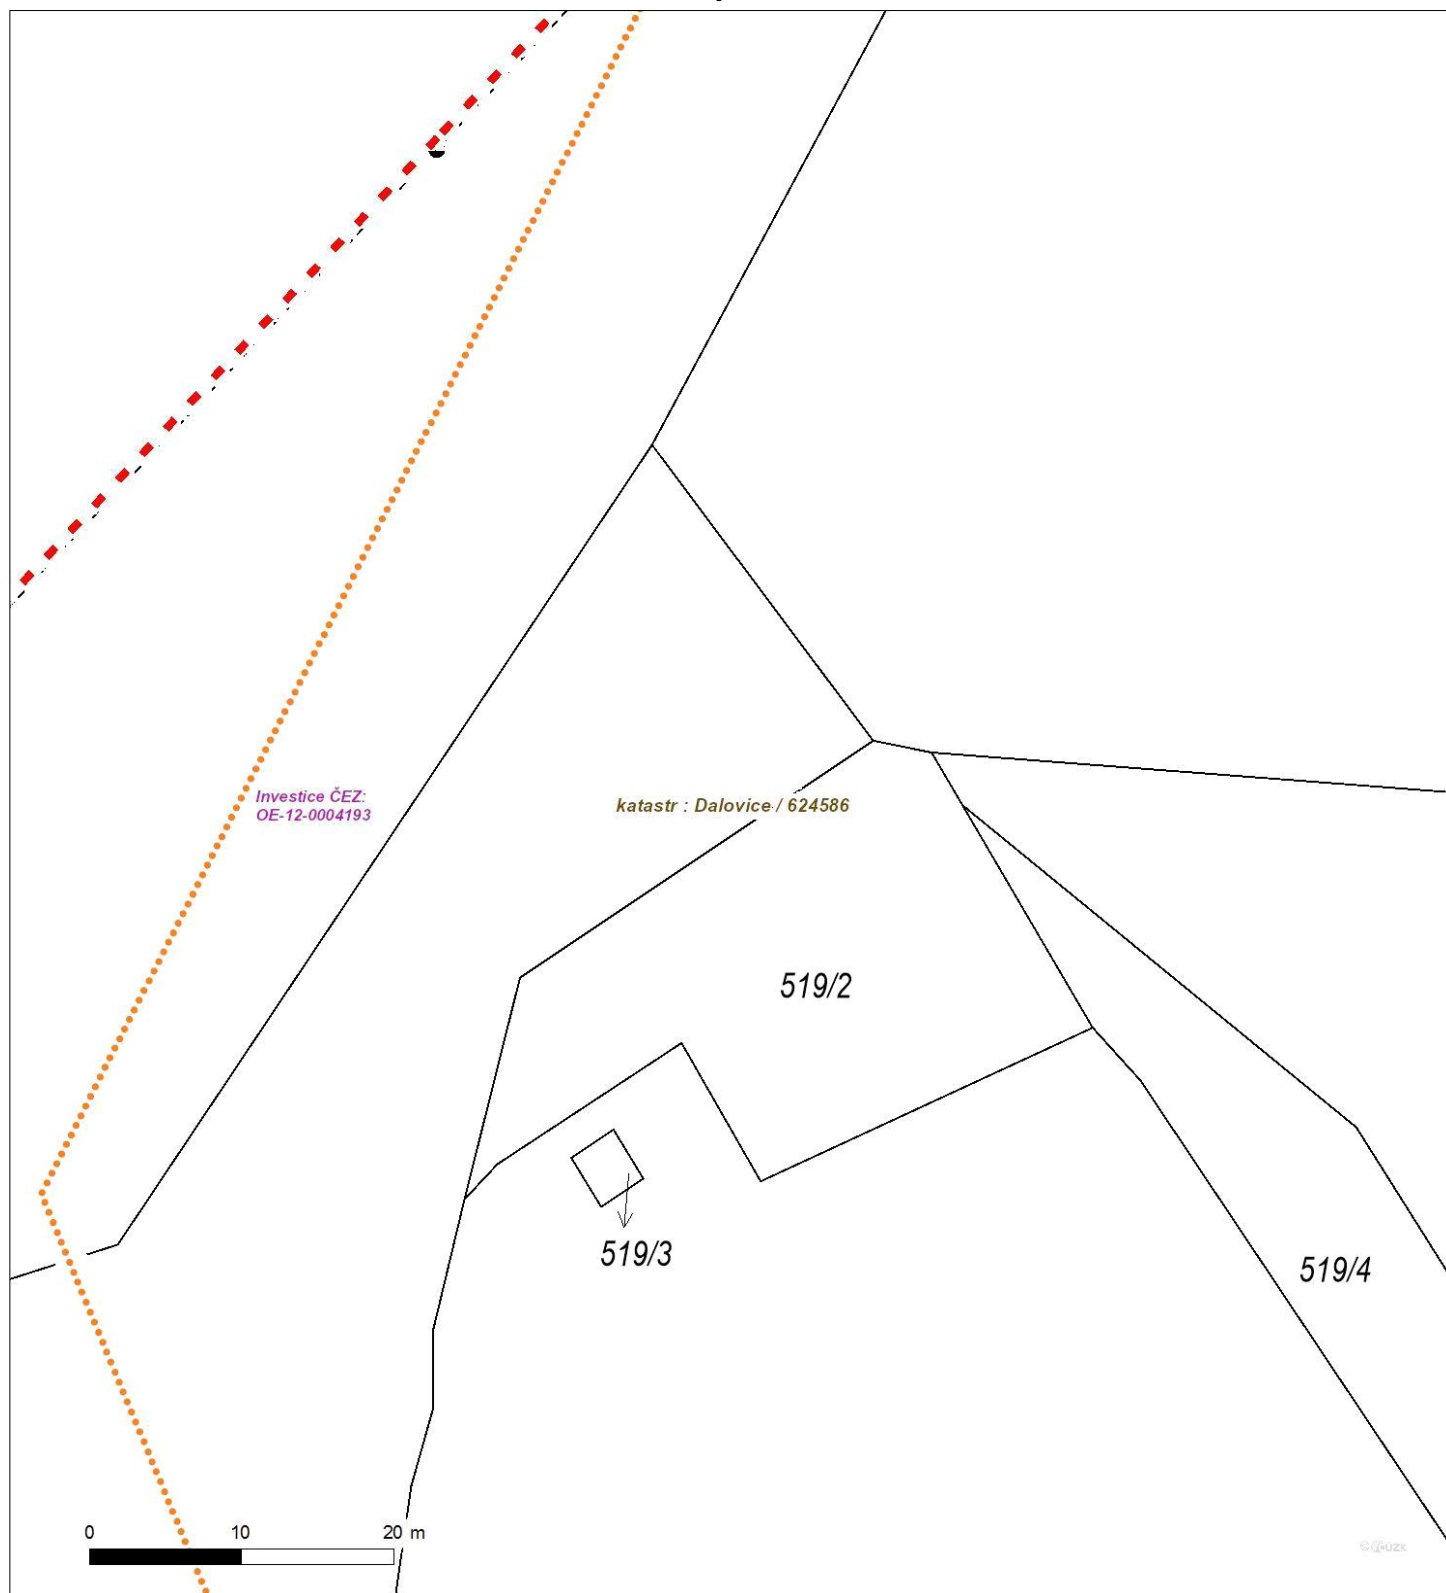 Investice ČEZ:
OE-12-0004193
katastr : Dalovice / 624586
519/2
519/3
519/4
0 10 20 m